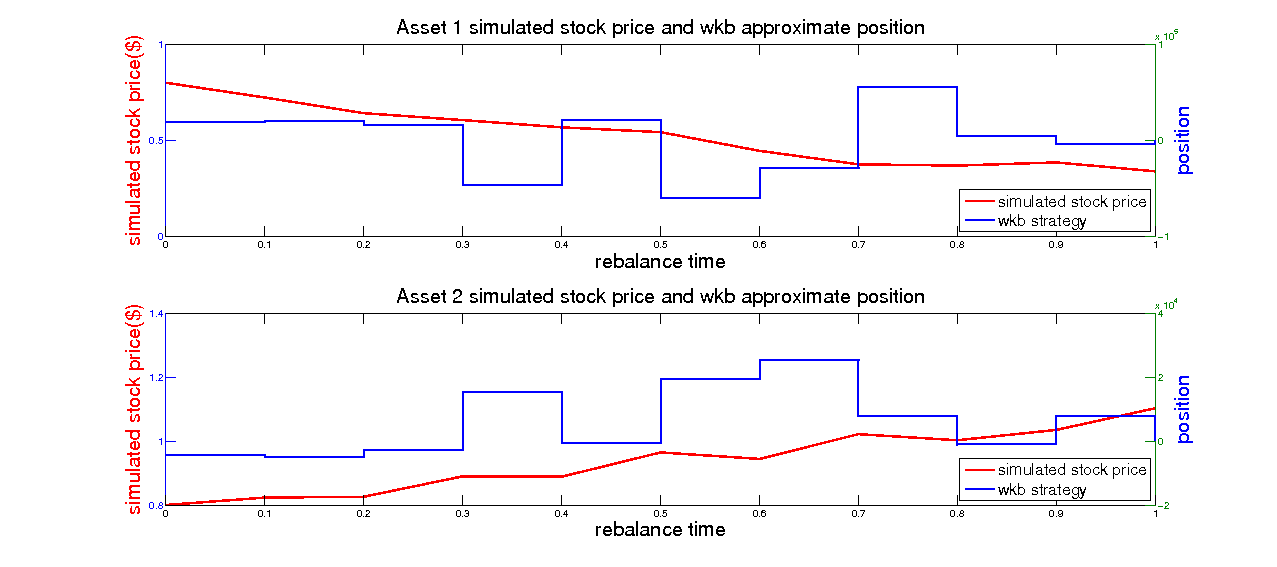 Asset 1 simulated stock price and wkb approximate position
x 10^5
simulated stock price($)
1
0.5
0
1
0
-1
position
simulated stock price
wkb strategy
0 0.1 0.2 0.3 0.4 0.5 0.6 0.7 0.8 0.9 1
rebalance time
Asset 2 simulated stock price and wkb approximate position
x 10^4
simulated stock price($)
1.4
1.2
1
0.8
4
2
0
-2
position
simulated stock price
wkb strategy
0 0.1 0.2 0.3 0.4 0.5 0.6 0.7 0.8 0.9 1
rebalance time